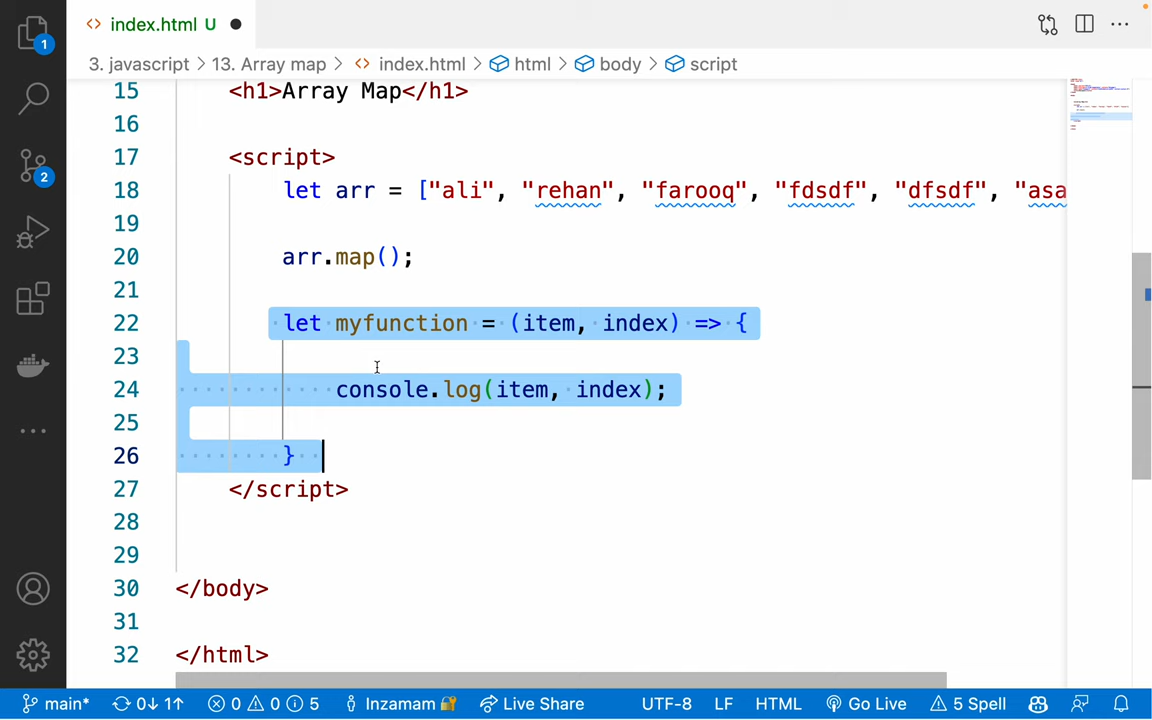 index.html U
3. javascript > 13. Array map > index.html > html > body > script
1
2
15 <h1>Array Map</h1>
16
17 <script>
18 let arr = ["ali", "rehan", "farooq", "fdsdf", "dfsdf", "asa
19
20 arr.map();
21
22 let myfunction = (item, index) => {
23
24 console.log(item, index);
25
26 }
27 </script>
28
29
30 </body>
31
32 </html>
main* 0↓ 1↑ 0 0 5 Inzamam Live Share UTF-8 LF HTML Go Live 5 Spell